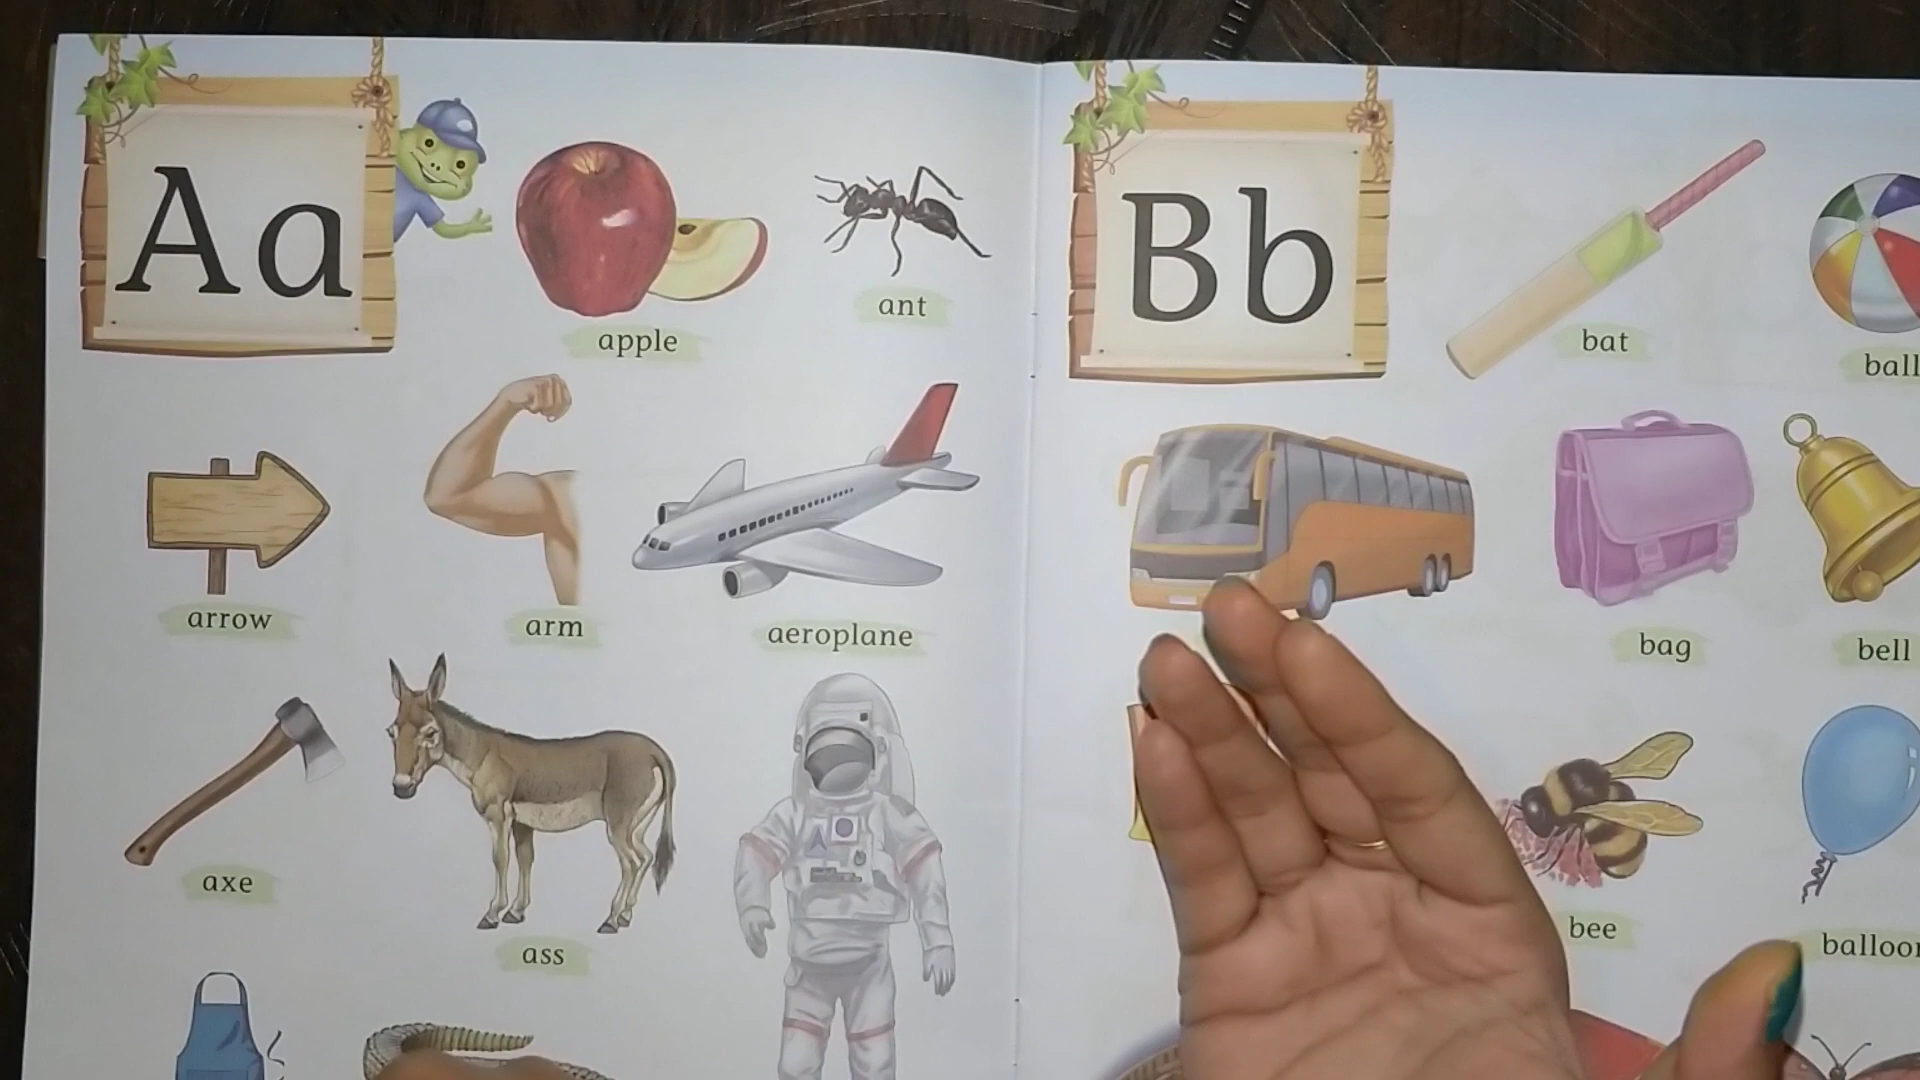 Aa
apple
ant
arrow
arm
aeroplane
axe
ass
Bb
bat
ball
bag
bell
bee
balloon